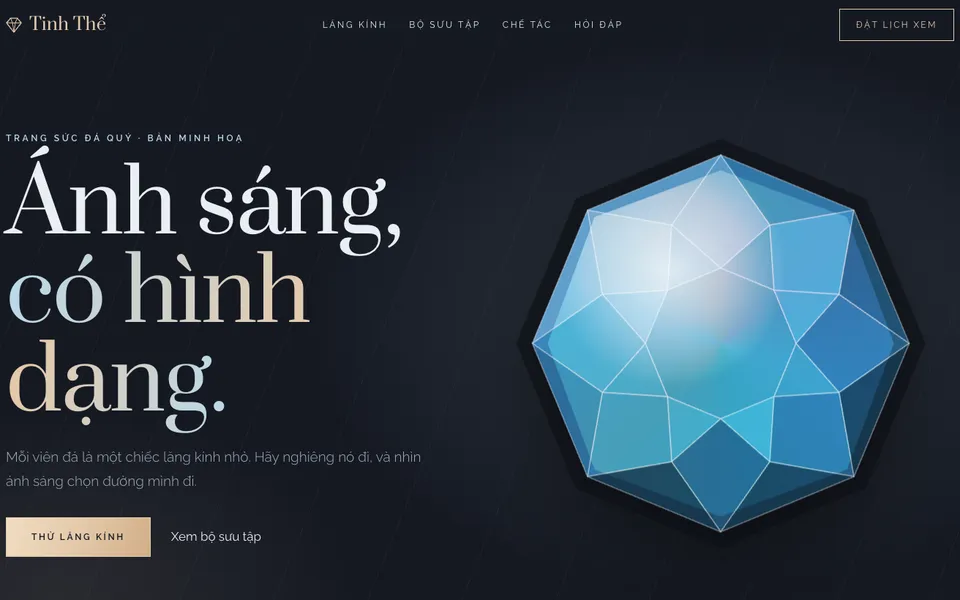 Tinh Thể
LĂNG KÍNH
BỘ SƯU TẬP
CHẾ TÁC
HỎI ĐÁP
ĐẶT LỊCH XEM
TRANG SỨC ĐÁ QUÝ · BẢN MINH HOẠ
Ánh sáng,
có hình
dạng.
Mỗi viên đá là một chiếc lăng kính nhỏ. Hãy nghiêng nó đi, và nhìn
ánh sáng chọn đường mình đi.
THỬ LĂNG KÍNH
Xem bộ sưu tập